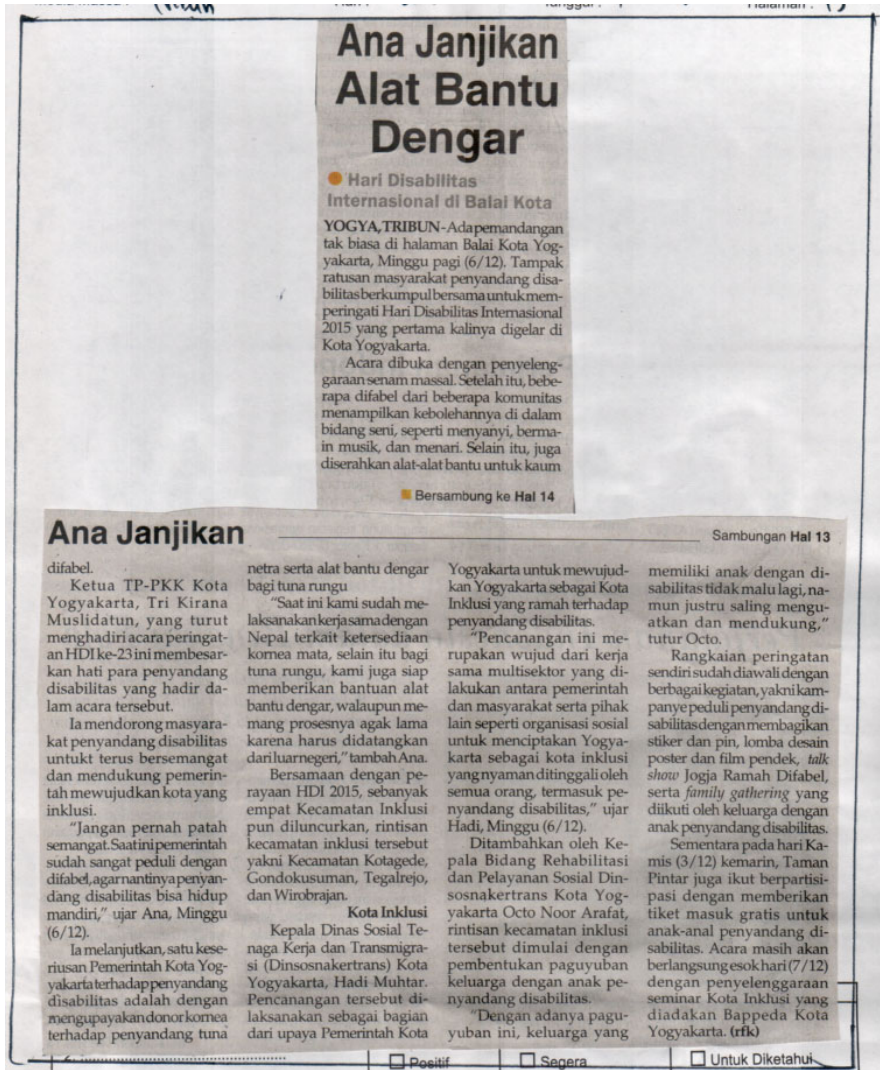 Ana Janjikan
Alat Bantu
Dengar
Hari Disabilitas
Internasional di Balai Kota
YOGYA, TRIBUN - Ada pemandangan
tak biasa di halaman Balai Kota Yog-
yakarta, Minggu pagi (6/12). Tampak
ratusan masyarakat penyandang disa-
bilitas berkumpul bersama untuk mem-
peringati Hari Disabilitas Internasional
2015 yang pertama kalinya digelar di
Kota Yogyakarta.
Acara dibuka dengan penyeleng-
garaan senam massal. Setelah itu, bebe-
rapa difabel dari beberapa komunitas
menampilkan kebolehannya di dalam
bidang seni, seperti menyanyi, berma-
in musik, dan menari. Selain itu, juga
diserahkan alat-alat bantu untuk kaum
Bersambung ke Hal 14
Ana Janjikan
Sambungan Hal 13
difabel.
Ketua TP-PKK Kota
Yogyakarta, Tri Kirana
Muslidatun, yang turut
menghadiri acara peringat-
an HDI ke-23 ini membesar-
kan hati para penyandang
disabilitas yang hadir da-
lam acara tersebut.
Ia mendorong masyara-
kat penyandang disabilitas
untukt terus bersemangat
dan mendukung pemerin-
tah mewujudkan kota yang
inklusi.
"Jangan pernah patah
semangat. Saat ini pemerintah
sudah sangat peduli dengan
difabel, agar nantinya penyan-
dang disabilitas bisa hidup
mandiri," ujar Ana, Minggu
(6/12).
Ia melanjutkan, satu kese-
riusan Pemerintah Kota Yog-
yakarta terhadap penyandang
disabilitas adalah dengan
mengupayakan donor kornea
terhadap penyandang tuna
netra serta alat bantu dengar
bagi tuna rungu
"Saat ini kami sudah me-
laksanakan kerja sama dengan
Nepal terkait ketersediaan
kornea mata, selain itu bagi
tuna rungu, kami juga siap
memberikan bantuan alat
bantu dengar, walaupun me-
mang prosesnya agak lama
karena harus didatangkan
dari luar negeri," tambah Ana.
Bersamaan dengan pe-
rayaan HDI 2015, sebanyak
empat Kecamatan Inklusi
pun diluncurkan, rintisan
kecamatan inklusi tersebut
yakni Kecamatan Kotagede,
Gondokusuman, Tegalrejo,
dan Wirobrajan.
Kota Inklusi
Kepala Dinas Sosial Te-
naga Kerja dan Transmigra-
si (Dinsosnakertrans) Kota
Yogyakarta, Hadi Muhtar.
Pencanangan tersebut di-
laksanakan sebagai bagian
dari upaya Pemerintah Kota
Yogyakarta untuk mewujud-
kan Yogyakarta sebagai Kota
Inklusi yang ramah terhadap
penyandang disabilitas.
"Pencanangan ini me-
rupakan wujud dari kerja
sama multisektor yang di-
lakukan antara pemerintah
dan masyarakat serta pihak
lain seperti organisasi sosial
untuk menciptakan Yogya-
karta sebagai kota inklusi
yang nyaman ditinggali oleh
semua orang, termasuk pe-
nyandang disabilitas," ujar
Hadi, Minggu (6/12).
Ditambahkan oleh Ke-
pala Bidang Rehabilitasi
dan Pelayanan Sosial Din-
sosnakertrans Kota Yog-
yakarta Octo Noor Arafat,
rintisan kecamatan inklusi
tersebut dimulai dengan
pembentukan paguyuban
keluarga dengan anak pe-
nyandang disabilitas.
"Dengan adanya pagu-
yuban ini, keluarga yang
memiliki anak dengan di-
sabilitas tidak malu lagi, na-
mun justru saling mengu-
atkan dan mendukung,"
tutur Octo.
Rangkaian peringatan
sendiri sudah diawali dengan
berbagai kegiatan, yakni kam-
panye peduli penyandang di-
sabilitas dengan membagikan
stiker dan pin, lomba desain
poster dan film pendek, talk
show Jogja Ramah Difabel,
serta family gathering yang
diikuti oleh keluarga dengan
anak penyandang disabilitas.
Sementara pada hari Ka-
mis (3/12) kemarin, Taman
Pintar juga ikut berpartisi-
pasi dengan memberikan
tiket masuk gratis untuk
anak-anal penyandang di-
sabilitas. Acara masih akan
berlangsung esok hari (7/12)
dengan penyelenggaraan
seminar Kota Inklusi yang
diadakan Bappeda Kota
Yogyakarta. (rfk)
Positif
Segera
Untuk Diketahui